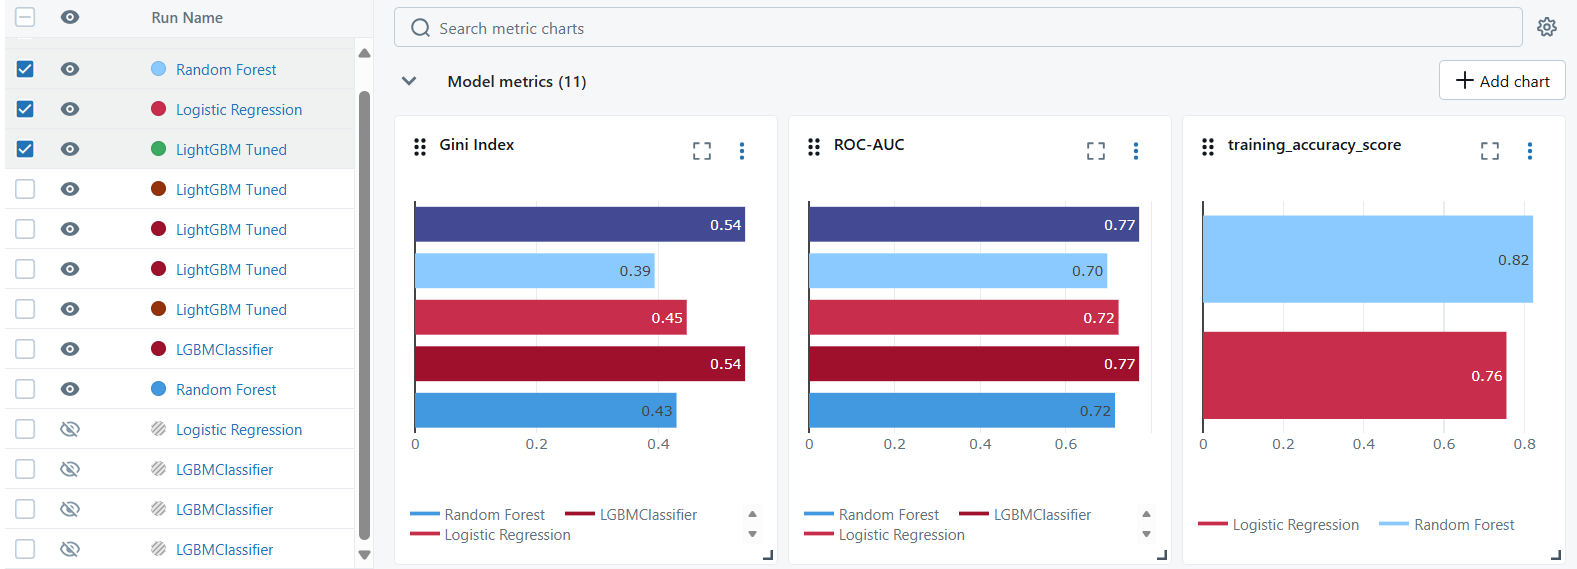 Run Name
Random Forest
Logistic Regression
LightGBM Tuned
LightGBM Tuned
LightGBM Tuned
LightGBM Tuned
LightGBM Tuned
LGBMClassifier
Random Forest
Logistic Regression
LGBMClassifier
LGBMClassifier
LGBMClassifier
Search metric charts
Model metrics (11)
Add chart
Gini Index
0.54
0.39
0.45
0.54
0.43
0 0.2 0.4
Random Forest LGBMClassifier
Logistic Regression
ROC-AUC
0.77
0.70
0.72
0.77
0.72
0 0.2 0.4 0.6
Random Forest LGBMClassifier
Logistic Regression
training_accuracy_score
0.82
0.76
0 0.2 0.4 0.6 0.8
Logistic Regression Random Forest